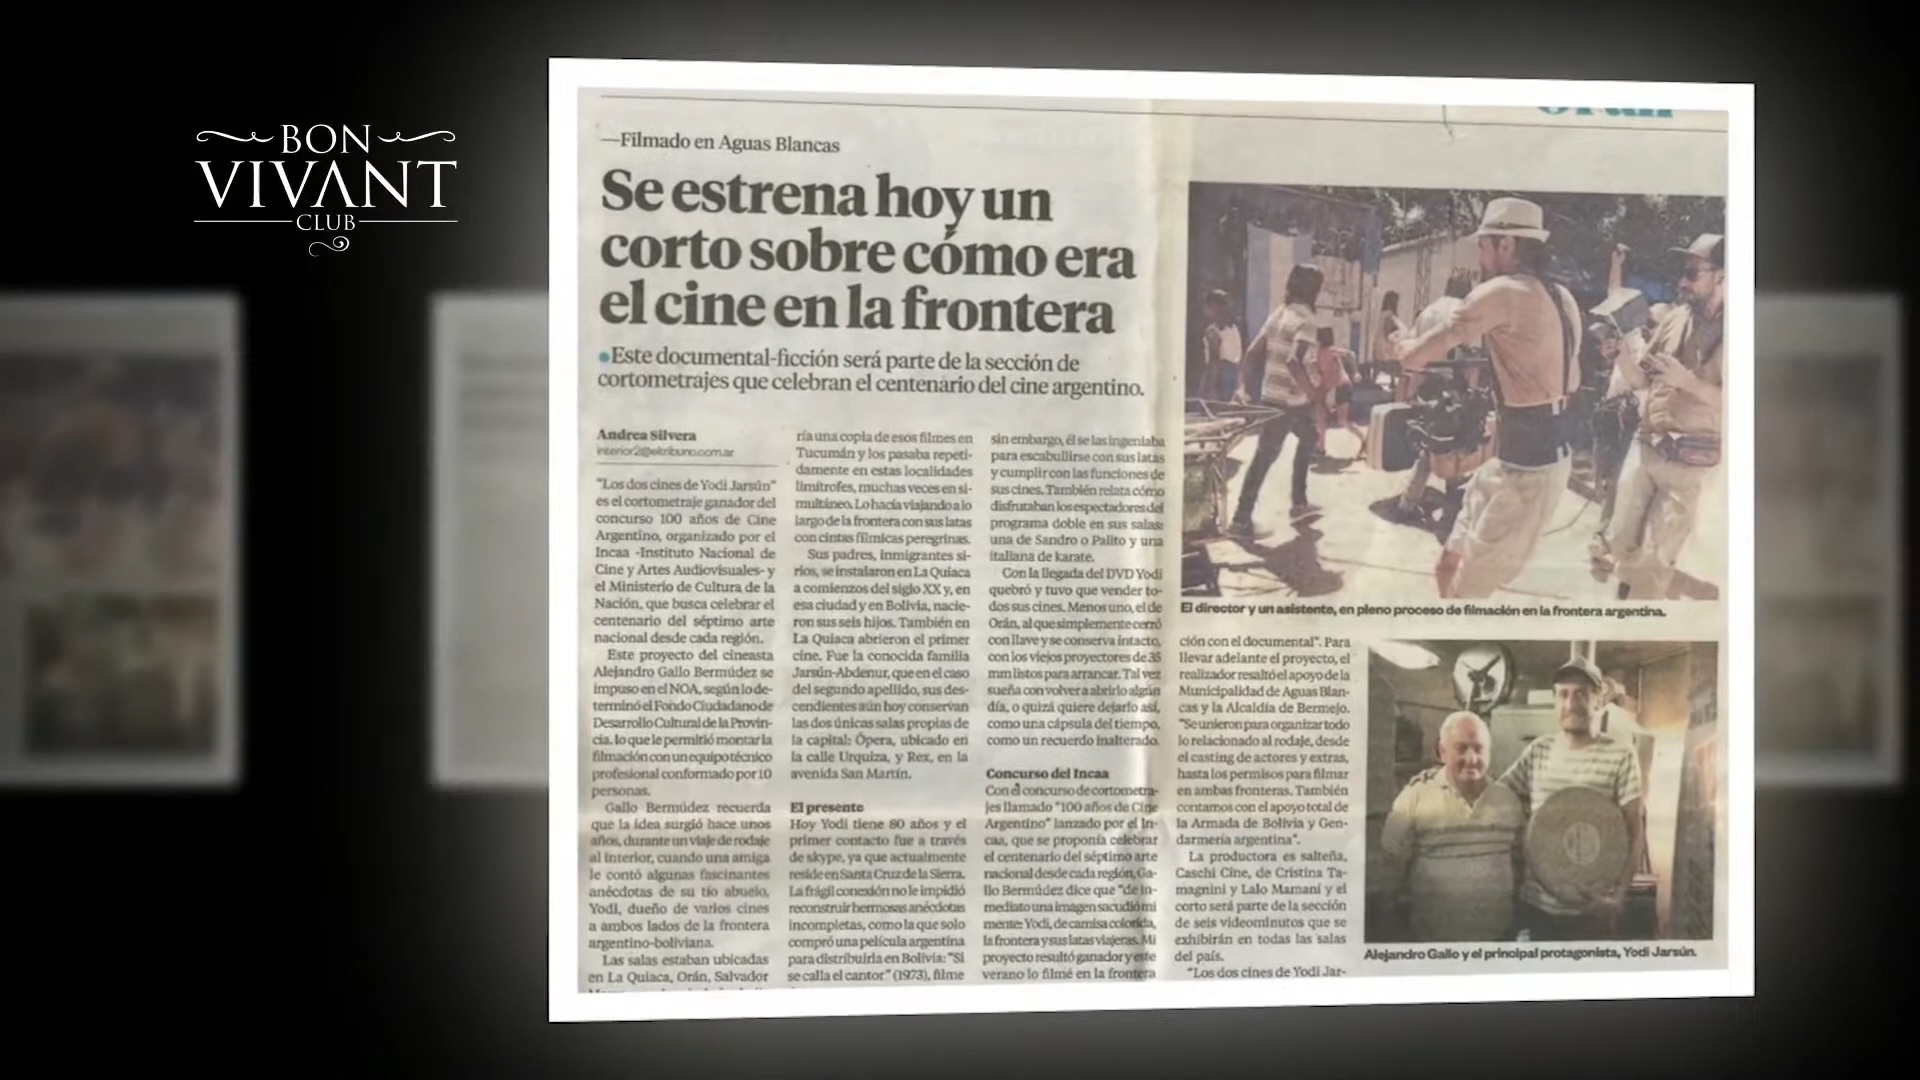 BON
VIVANT
CLUB
Orán
—Filmado en Aguas Blancas
Se estrena hoy un
corto sobre cómo era
el cine en la frontera
•Este documental-ficción será parte de la sección de
cortometrajes que celebran el centenario del cine argentino.
Andrea Silvera
interior2@eltribuno.com.ar
"Los dos cines de Yodi Jarsún"
es el cortometraje ganador del
concurso 100 años de Cine
Argentino, organizado por el
Incaa -Instituto Nacional de
Cine y Artes Audiovisuales- y
el Ministerio de Cultura de la
Nación, que busca celebrar el
centenario del séptimo arte
nacional desde cada región.
Este proyecto del cineasta
Alejandro Gallo Bermúdez se
impuso en el NOA, según lo de-
terminó el Fondo Ciudadano de
Desarrollo Cultural de la Provin-
cia, lo que le permitió montar la
filmación con un equipo técnico
profesional conformado por 10
personas.
Gallo Bermúdez recuerda
que la idea surgió hace unos
años, durante un viaje de rodaje
al interior, cuando una amiga
le contó algunas fascinantes
anécdotas de su tío abuelo,
Yodi, dueño de varios cines
a ambos lados de la frontera
argentino-boliviana.
Las salas estaban ubicadas
en La Quiaca, Orán, Salvador
ría una copia de esos filmes en
Tucumán y los pasaba repeti-
damente en estas localidades
limítrofes, muchas veces en si-
multáneo. Lo hacía viajando a lo
largo de la frontera con sus latas
con cintas fílmicas peregrinas.
Sus padres, inmigrantes si-
rios, se instalaron en La Quiaca
a comienzos del siglo XX y, en
esa ciudad y en Bolivia, nacie-
ron sus seis hijos. También en
La Quiaca abrieron el primer
cine. Fue la conocida familia
Jarsún-Abdenur, que en el caso
del segundo apellido, sus des-
cendientes aún hoy conservan
las dos únicas salas propias de
la capital: Ópera, ubicado en
la calle Urquiza, y Rex, en la
avenida San Martín.
El presente
Hoy Yodi tiene 80 años y el
primer contacto fue a través
de skype, ya que actualmente
reside en Santa Cruz de la Sierra.
La frágil conexión no le impidió
reconstruir hermosas anécdotas
incompletas, como la que solo
compró una película argentina
para distribuirla en Bolivia: "Si
se calla el cantor" (1973), filme
sin embargo, él se las ingeniaba
para escabullirse con sus latas
y cumplir con las funciones de
sus cines. También relata cómo
disfrutaban los espectadores del
programa doble en sus salas:
una de Sandro o Palito y una
italiana de karate.
Con la llegada del DVD Yodi
quebró y tuvo que vender to-
dos sus cines. Menos uno, el de
Orán, al que simplemente cerró
con llave y se conserva intacto,
con los viejos proyectores de 35
mm listos para arrancar. Tal vez
sueña con volver a abrirlo algún
día, o quizá quiere dejarlo así,
como una cápsula del tiempo,
como un recuerdo inalterado.
Concurso del Incaa
Con el concurso de cortometra-
jes llamado "100 años de Cine
Argentino" lanzado por el In-
caa, que se proponía celebrar
el centenario del séptimo arte
nacional desde cada región, Ga-
llo Bermúdez dice que "de in-
mediato una imagen sacudió mi
mente: Yodi, de camisa colorida,
la frontera y sus latas viajeras. Mi
proyecto resultó ganador y este
verano lo filmé en la frontera
El director y un asistente, en pleno proceso de filmación en la frontera argentina.
ción con el documental". Para
llevar adelante el proyecto, el
realizador resaltó el apoyo de la
Municipalidad de Aguas Blan-
cas y la Alcaldía de Bermejo.
"Se unieron para organizar todo
lo relacionado al rodaje, desde
el casting de actores y extras,
hasta los permisos para filmar
en ambas fronteras. También
contamos con el apoyo total de
la Armada de Bolivia y Gen-
darmería argentina".
La productora es salteña,
Caschi Cine, de Cristina Ta-
magnini y Lalo Mamaní y el
corto será parte de la sección
de seis videominutos que se
exhibirán en todas las salas
del país.
"Los dos cines de Yodi Jar-
Alejandro Gallo y el principal protagonista, Yodi Jarsún.